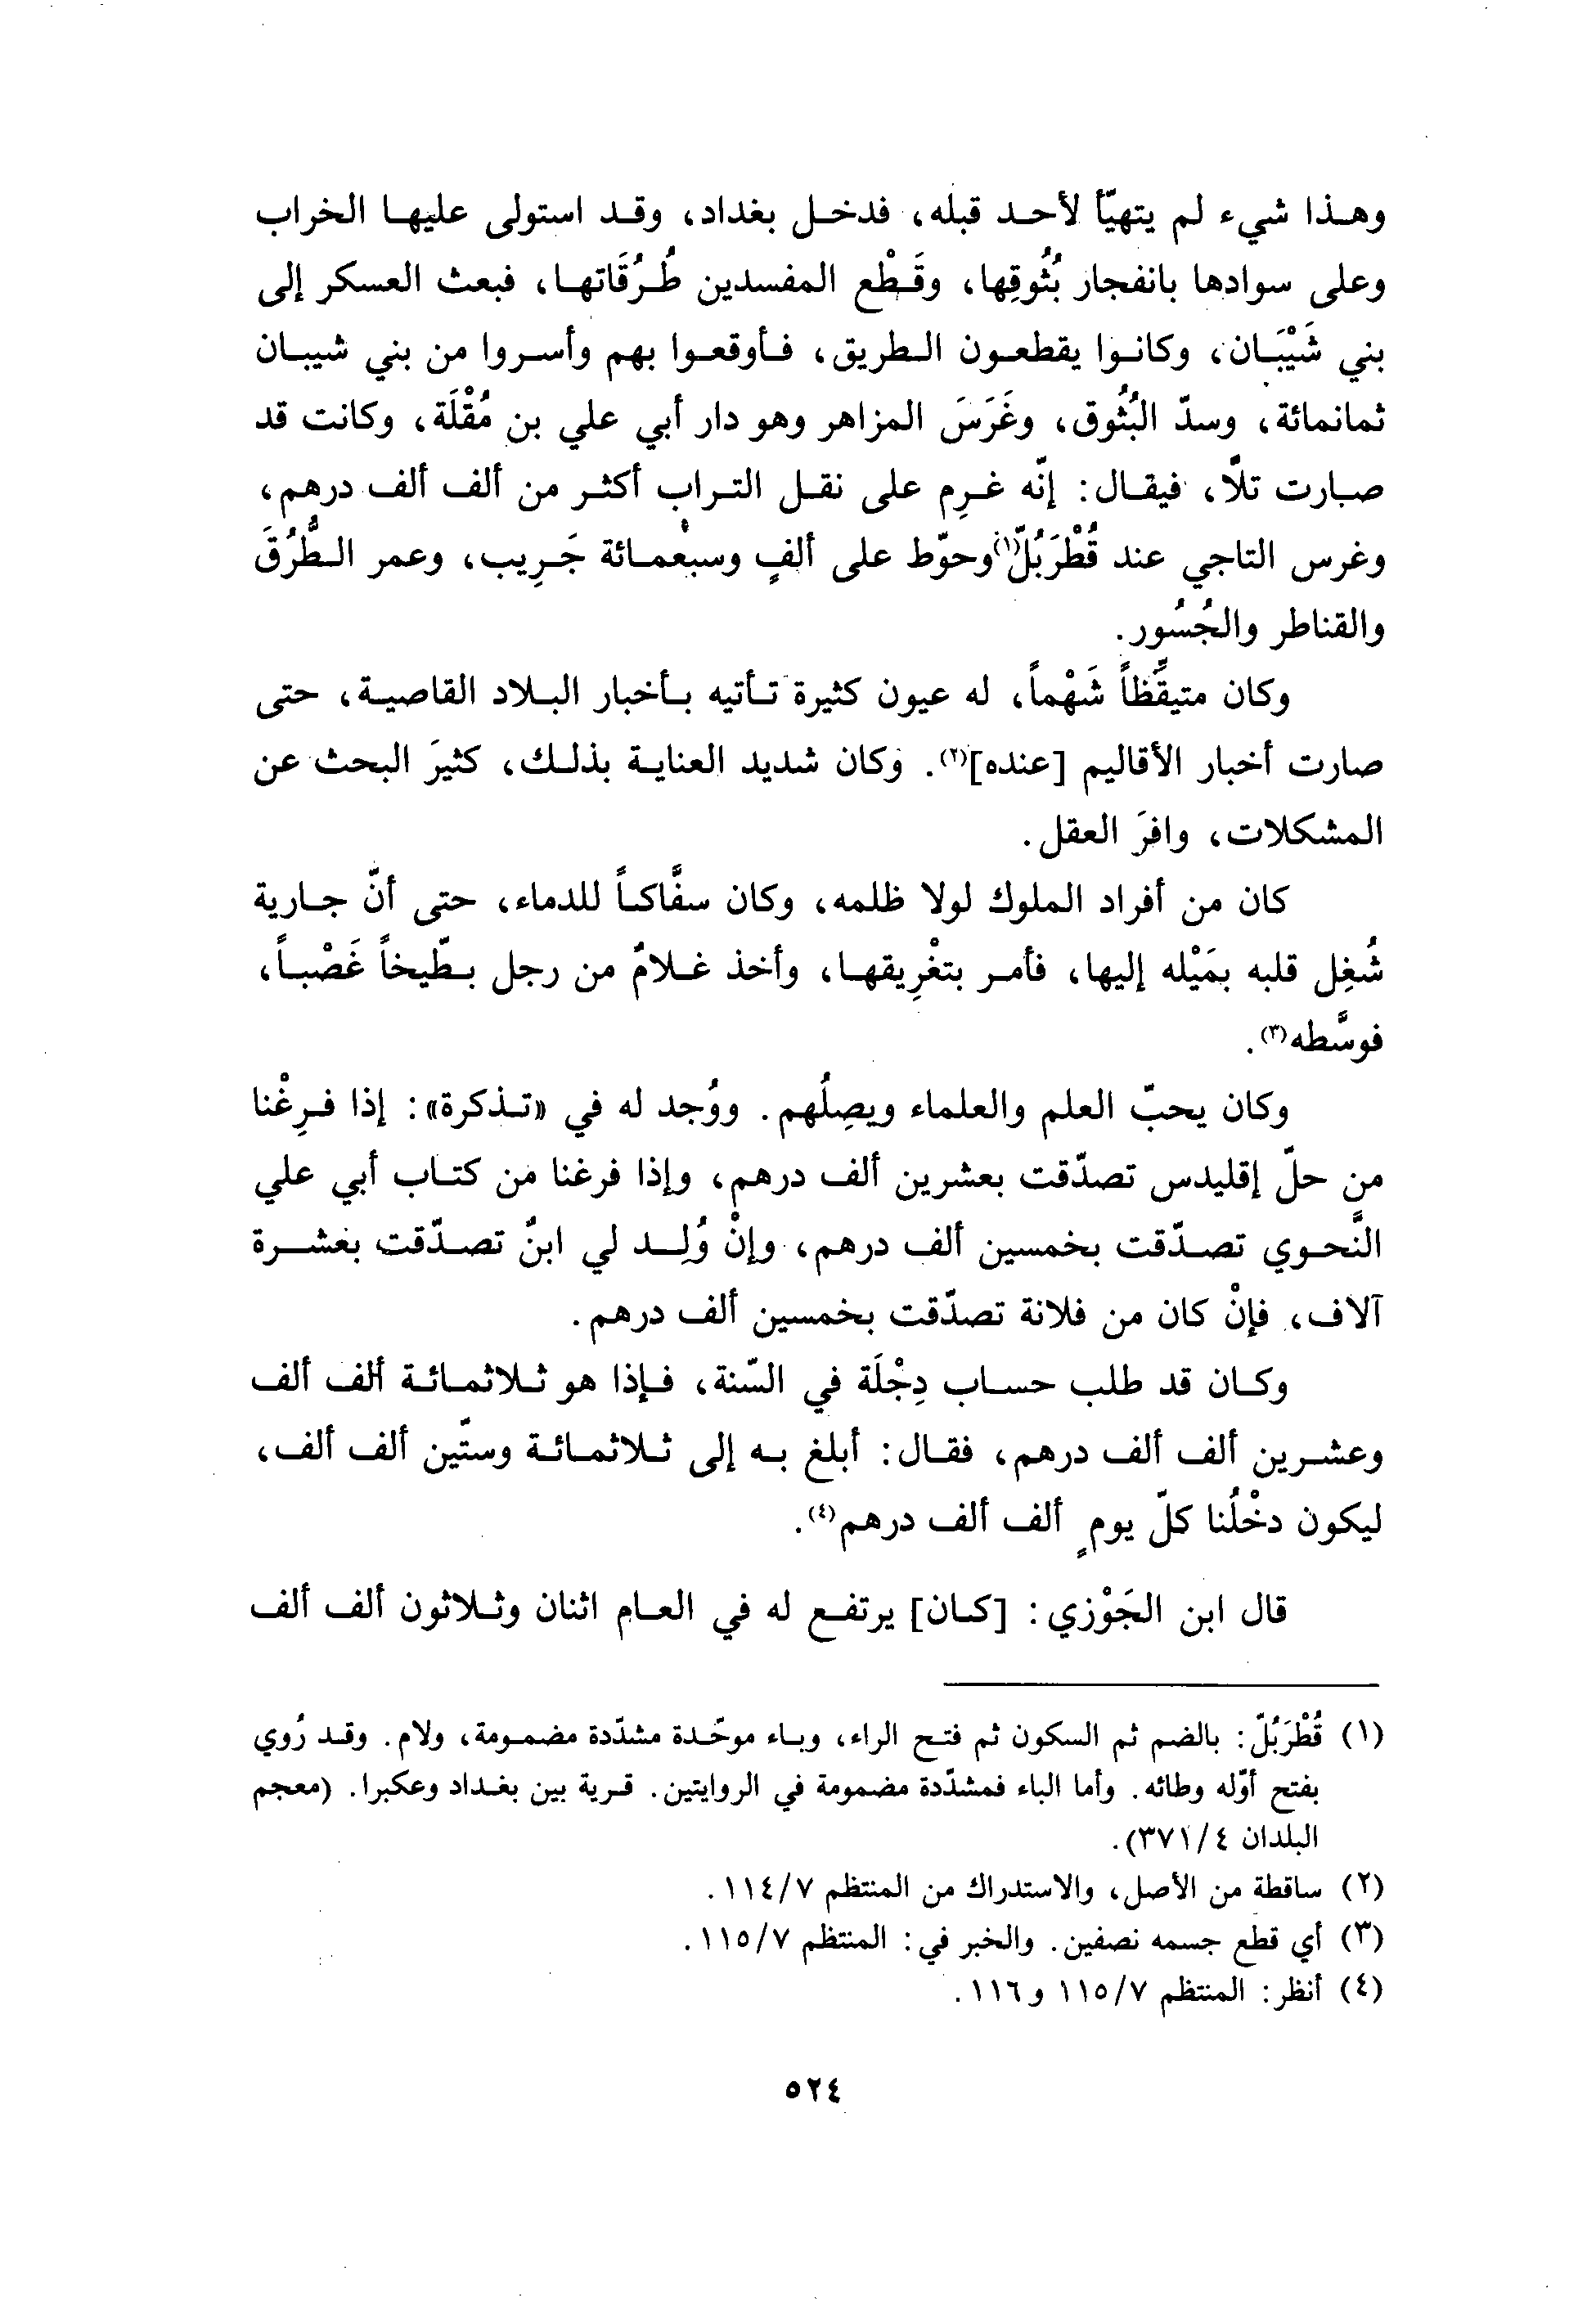 وهذا شيء لم يتهيّأ لأحد قبله، فدخل بغداد، وقد استولى عليها الخراب
وعلى سوادها بانفجار بُثُوقِها، وقَطْع المفسدين طُرُقَاتها، فبعث العسكر إلى
بني شَيْبَان، وكانوا يقطعون الطريق، فأوقعوا بهم وأسروا من بني شيبان
ثمانمائة، وسدّ البُثُوق، وغَرَسَ المزاهر وهو دار أبي علي بن مُقْلَة، وكانت قد
صارت تلًّا، فيقال: إنّه غرِم على نقل التراب أكثر من ألف ألف درهم،
وغرس التاجي عند قُطْرَبُلّ(١) وحوّط على ألفٍ وسبْعمائة جَرِيب، وعمر الطُّرُقَ
والقناطر والجُسُور.
وكان متيقِّظاً شَهْماً، له عيون كثيرة تأتيه بأخبار البلاد القاصية، حتى
صارت أخبار الأقاليم [عنده](٢). وكان شديد العناية بذلك، كثيرَ البحث عن
المشكلات، وافرَ العقل.
كان من أفراد الملوك لولا ظلمه، وكان سفَّاكاً للدماء، حتى أنّ جارية
شُغِل قلبه بمَيْله إليها، فأمر بتغْرِيقها، وأخذ غلامٌ من رجل بطّيخاً غَصْباً،
فوسَّطه(٣).
وكان يحبّ العلم والعلماء ويصِلُهم. ووُجد له في «تذكرة»: إذا فرِغْنا
من حلّ إقليدس تصدّقت بعشرين ألف درهم، وإذا فرغنا من كتاب أبي علي
النَّحوي تصدّقت بخمسين ألف درهم، وإنْ وُلِد لي ابنٌ تصدّقت بعشرة
آلاف، فإنْ كان من فلانة تصدّقت بخمسين ألف درهم.
وكان قد طلب حساب دِجْلَة في السّنة، فإذا هو ثلاثمائة ألف ألف
وعشرين ألف ألف درهم، فقال: أبلغ به إلى ثلاثمائة وستّين ألف ألف،
ليكون دخْلُنا كلّ يومٍ ألف ألف درهم(٤).
قال ابن الجَوْزي: [كان] يرتفع له في العام اثنان وثلاثون ألف ألف
(١) قُطْرَبُلّ: بالضم ثم السكون ثم فتح الراء، وباء موحّدة مشدّدة مضمومة، ولام. وقد رُوي
بفتح أوّله وطائه. وأما الباء فمشدّدة مضمومة في الروايتين. قرية بين بغداد وعكبرا. (معجم
البلدان ٣٧١/٤).
(٢) ساقطة من الأصل، والاستدراك من المنتظم ١١٤/٧.
(٣) أي قطع جسمه نصفين. والخبر في: المنتظم ١١٥/٧.
(٤) أنظر: المنتظم ١١٥/٧ و ١١٦.
٥٢٤